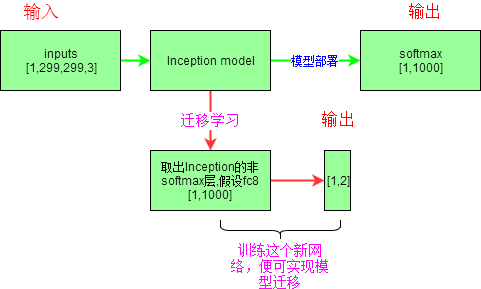 输入
输出
inputs
[1,299,299,3]
Inception model
模型部署
softmax
[1,1000]
迁移学习
输出
取出Inception的非
softmax层,假设fc8
[1,1000]
[1,2]
训练这个新网
络，便可实现模
型迁移